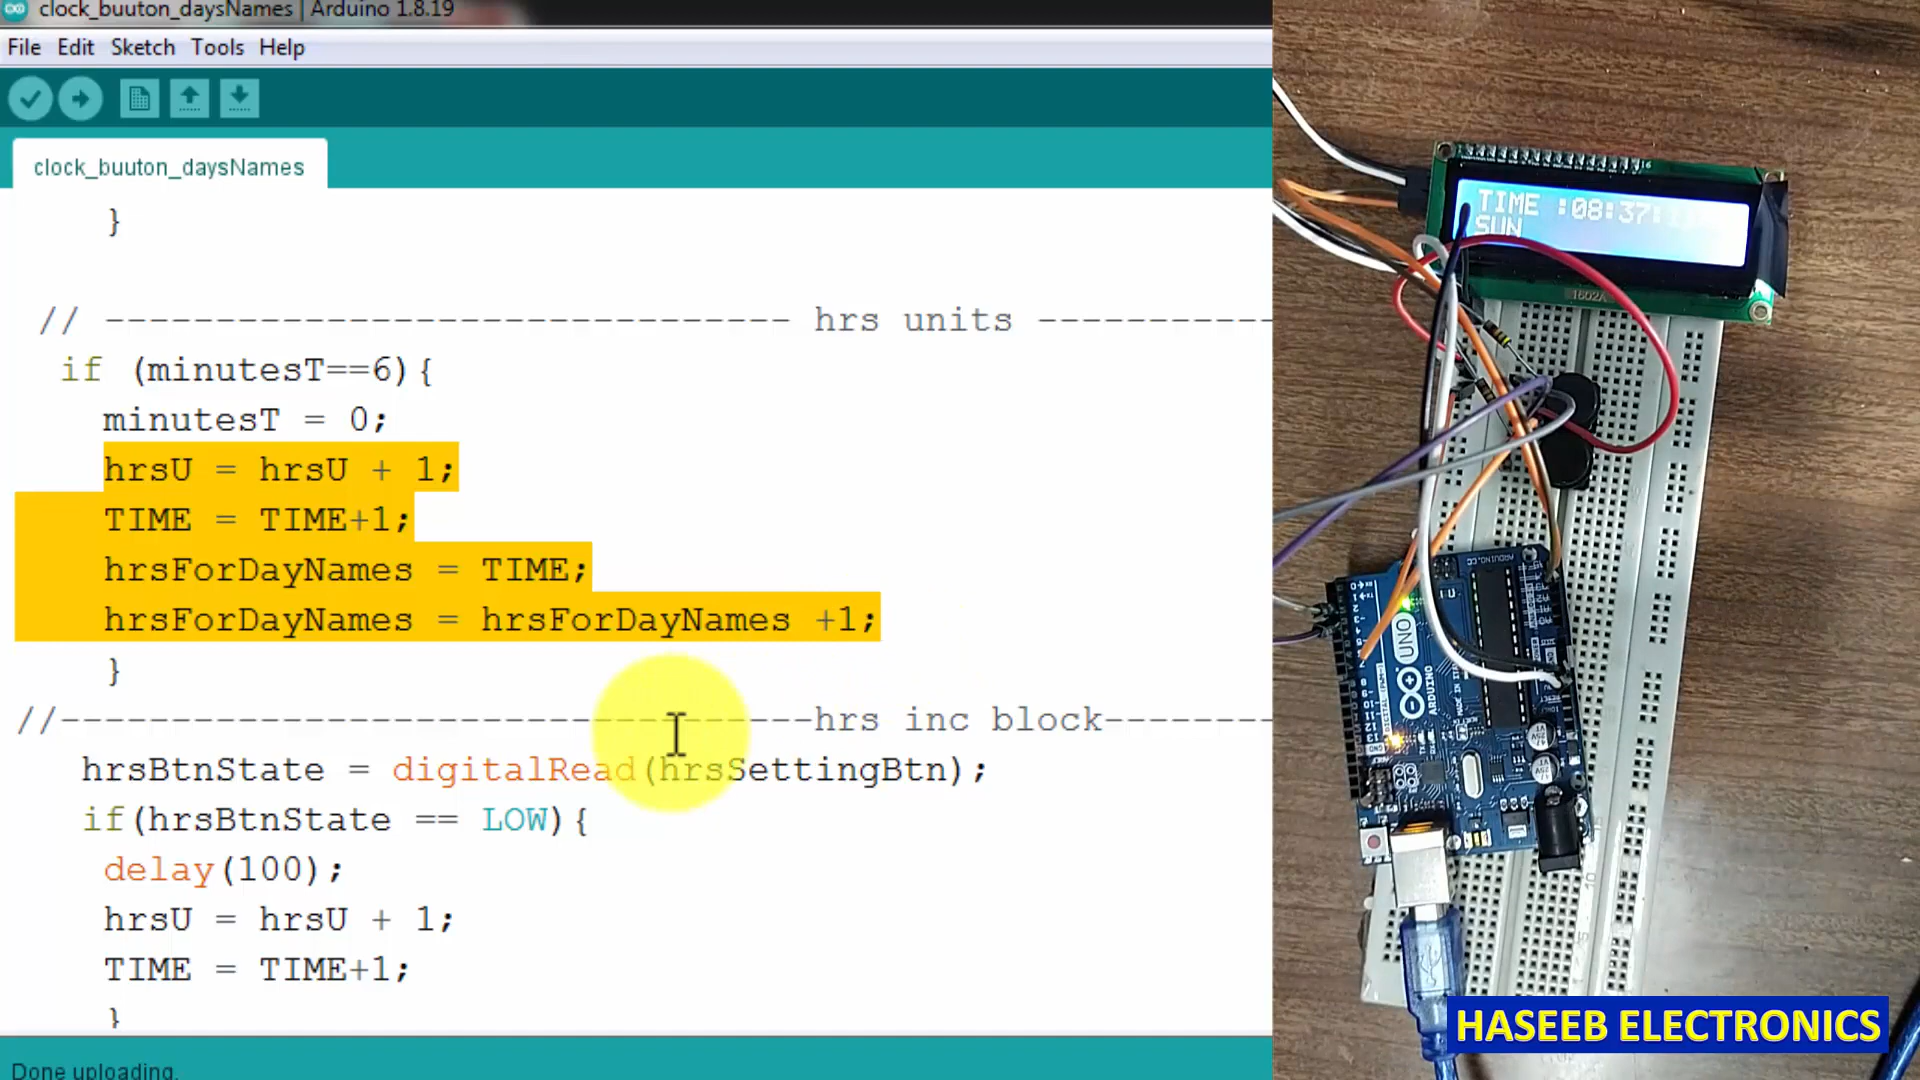 clock_buuton_daysNames | Arduino 1.8.19
File Edit Sketch Tools Help
clock_buuton_daysNames
}
// ------------------------------- hrs units -----------
if (minutesT==6){
minutesT = 0;
hrsU = hrsU + 1;
TIME = TIME+1;
hrsForDayNames = TIME;
hrsForDayNames = hrsForDayNames +1;
}
//----------------------------------hrs inc block--------
hrsBtnState = digitalRead(hrsSettingBtn);
if(hrsBtnState == LOW){
delay(100);
hrsU = hrsU + 1;
TIME = TIME+1;
}
Done uploading.
TIME :08:37:
SUN
1602A
UNO
ARDUINO
HASEEB ELECTRONICS